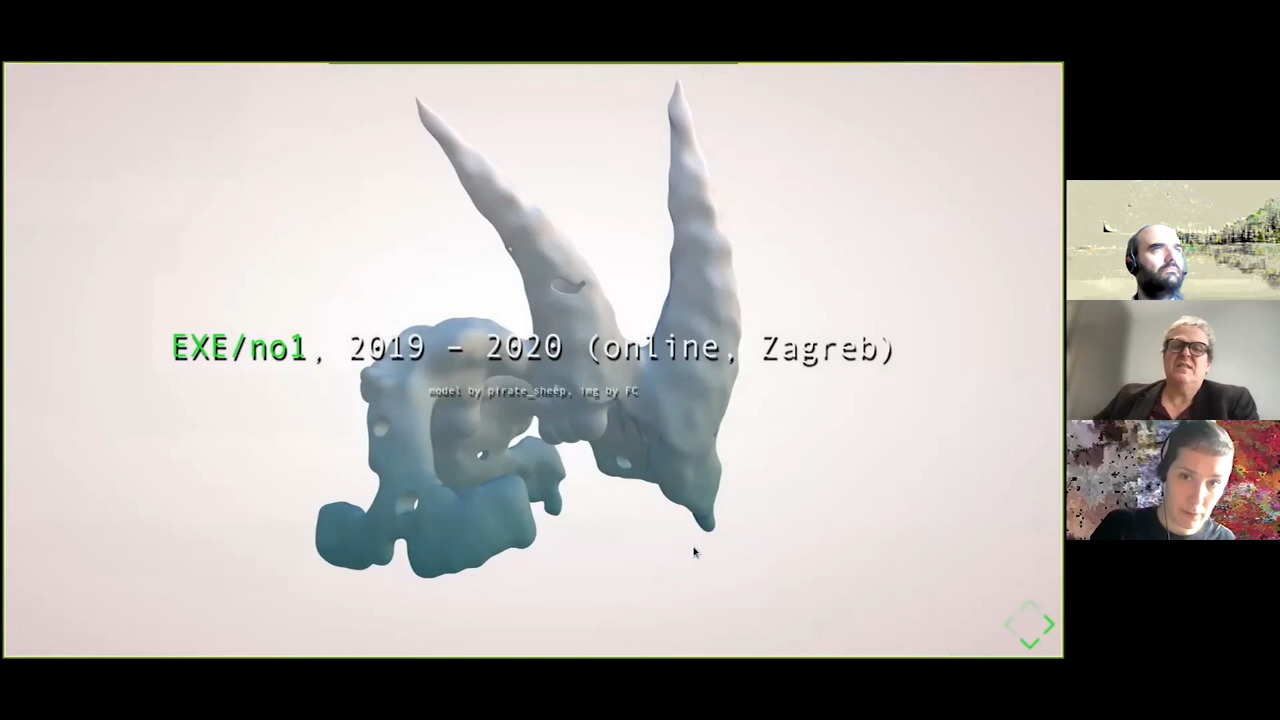 EXE/no1, 2019 – 2020 (online, Zagreb)
model by pirate_sheep, img by FC